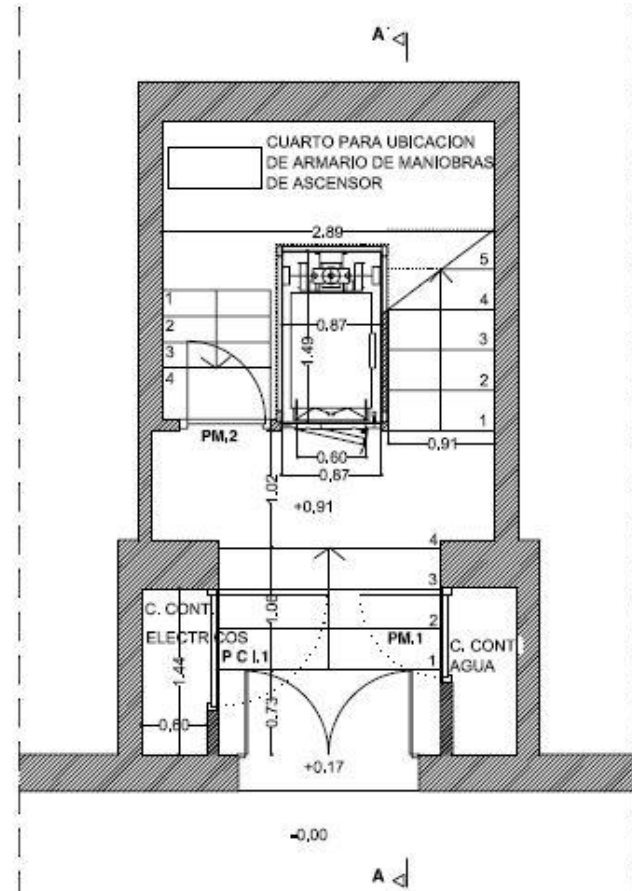 A´
CUARTO PARA UBICACION
DE ARMARIO DE MANIOBRAS
DE ASCENSOR
2.89
1
2
3
4
5
4
3
2
1
0.87
1.49
PM,2
0.60
0.87
0.91
1.02
+0,91
4
3
2
1
1.06
C. CONT.
ELECTRICOS
P C I.1
PM.1
C. CONT
AGUA
1.44
0,60
0.73
+0.17
-0,00
A